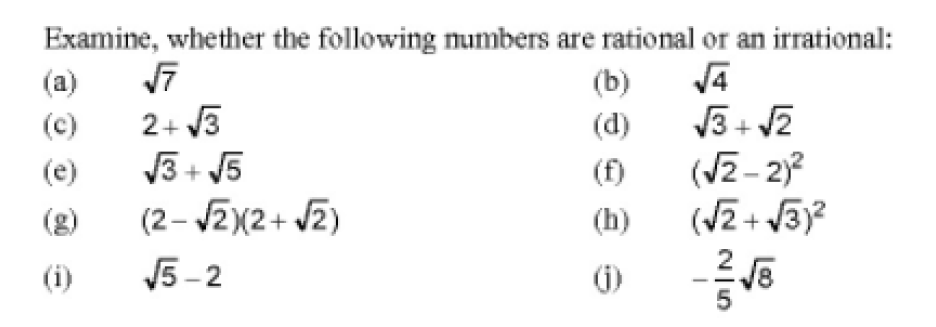 Examine, whether the following numbers are rational or an irrational:
(a) √7 (b) √4
(c) 2+ √3 (d) √3 + √2
(e) √3 + √5 (f) (√2 – 2)²
(g) (2 – √2)(2 + √2) (h) (√2 + √3)²
(i) √5 – 2 (j) -2/5√8